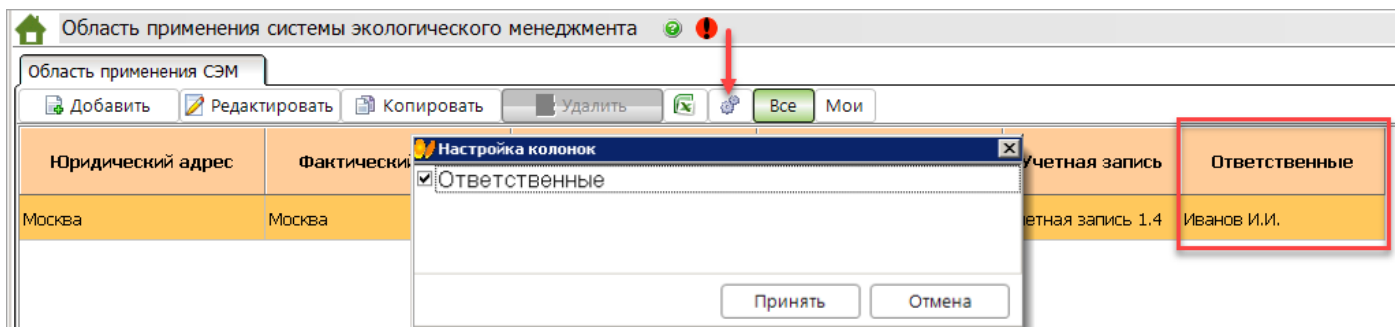 Область применения системы экологического менеджмента
Область применения СЭМ
Добавить Редактировать Копировать Удалить Все Мои
Настройка колонок
Юридический адрес Фактический Учетная запись Ответственные
Ответственные
Москва Москва етная запись 1.4 Иванов И.И.
Принять Отмена